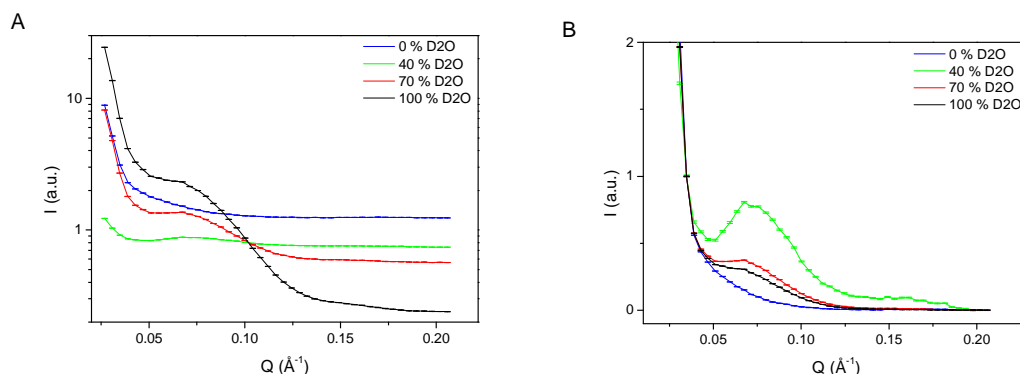 A
0 % D2O
40 % D2O
70 % D2O
100 % D2O
10
1
I (a.u.)
0.05
0.10
0.15
0.20
Q (Å⁻¹)
B
0 % D2O
40 % D2O
70 % D2O
100 % D2O
2
1
0
I (a.u.)
0.05
0.10
0.15
0.20
Q (Å⁻¹)